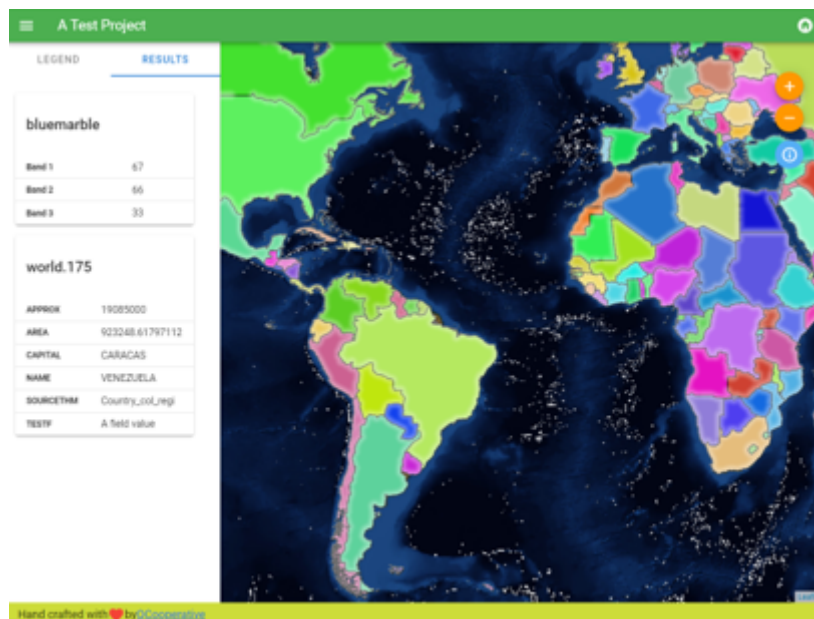 A Test Project
LEGEND RESULTS
bluemarble
Band 1 67
Band 2 66
Band 3 33
world.175
APPROX 19085000
AREA 923248.61797112
CAPITAL CARACAS
NAME VENEZUELA
SOURCETHM Country_col_regi
TESTF A field value
Hand crafted with ❤ by QCooperative